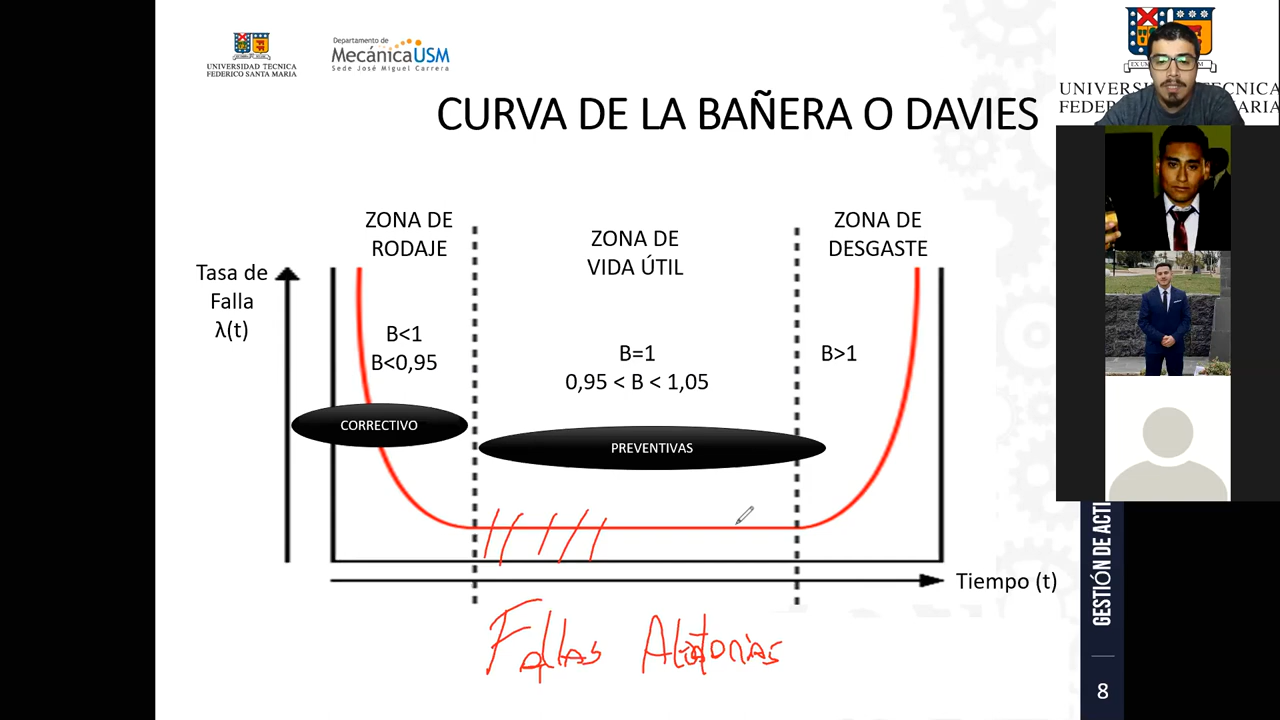 UNIVERSIDAD TECNICA
FEDERICO SANTA MARIA
Departamento de
MecánicaUSM
Sede José Miguel Carrera
CURVA DE LA BAÑERA O DAVIES
ZONA DE
RODAJE
ZONA DE
VIDA ÚTIL
ZONA DE
DESGASTE
Tasa de
Falla
λ(t)
B<1
B<0,95
B=1
0,95 < B < 1,05
B>1
CORRECTIVO
PREVENTIVAS
Tiempo (t)
Fallas Aleatorias
GESTIÓN DE ACTI
8